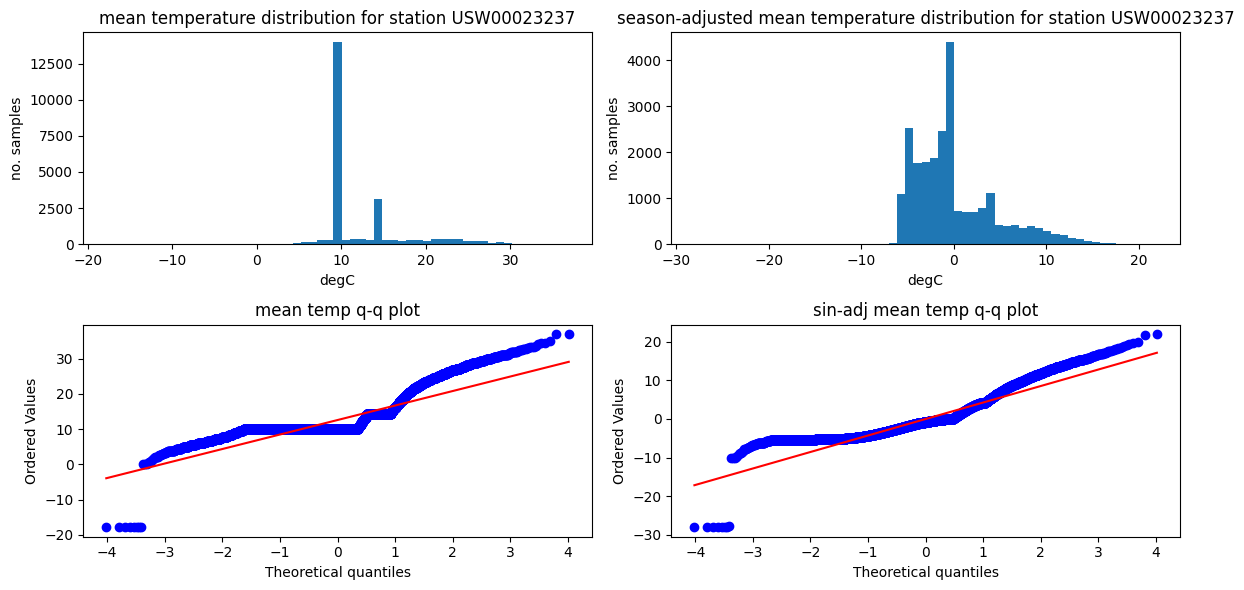 mean temperature distribution for station USW00023237
12500
10000
7500
5000
2500
0
no. samples
−20 −10 0 10 20 30
degC
season-adjusted mean temperature distribution for station USW00023237
4000
3000
2000
1000
0
no. samples
−30 −20 −10 0 10 20
degC
mean temp q-q plot
30
20
10
0
−10
−20
Ordered Values
−4 −3 −2 −1 0 1 2 3 4
Theoretical quantiles
sin-adj mean temp q-q plot
20
10
0
−10
−20
−30
Ordered Values
−4 −3 −2 −1 0 1 2 3 4
Theoretical quantiles